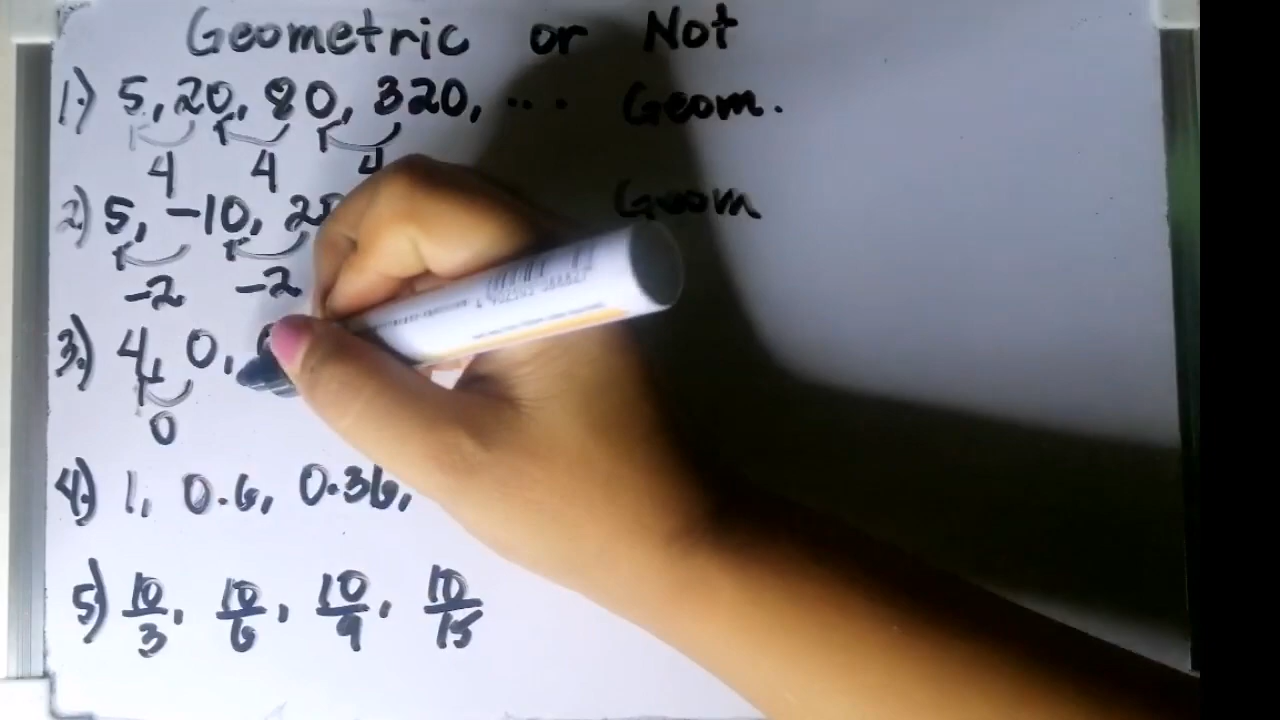 Geometric or Not
1.) 5, 20, 80, 320, ... Geom.
4 4 4
2) 5, -10, 20 Geom
-2 -2
3.) 4, 0,
0
4.) 1, 0.6, 0.36,
5) 10/3, 10/6, 10/9, 10/15